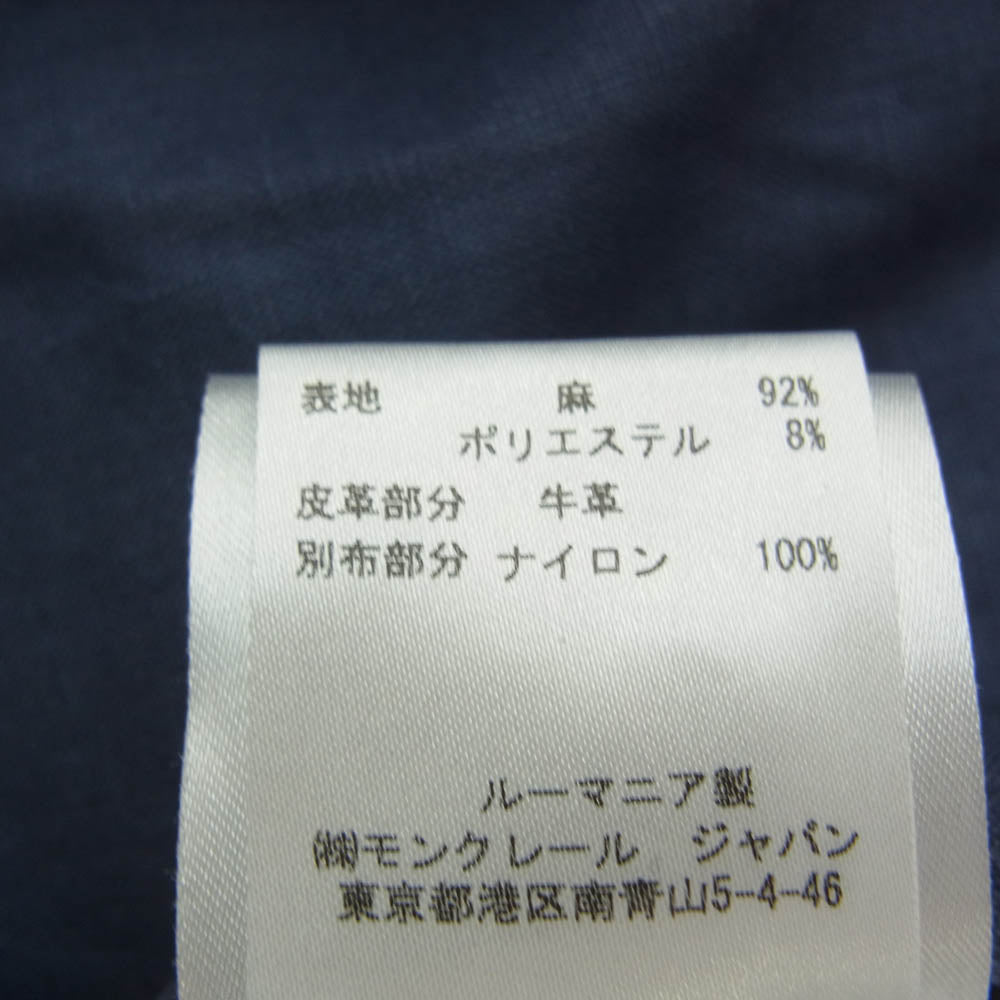 表地 麻 92%
ポリエステル 8%
皮革部分 牛革
別布部分 ナイロン 100%
ルーマニア製
㈱モンクレール ジャパン
東京都港区南青山5-4-46